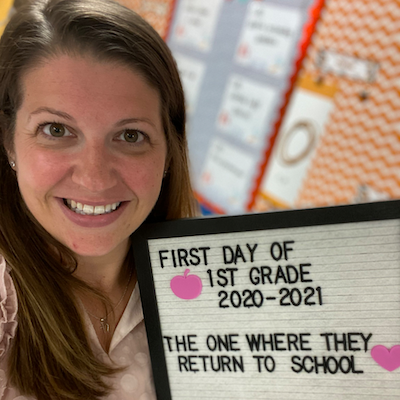 FIRST DAY OF
1ST GRADE
2020-2021
THE ONE WHERE THEY
RETURN TO SCHOOL